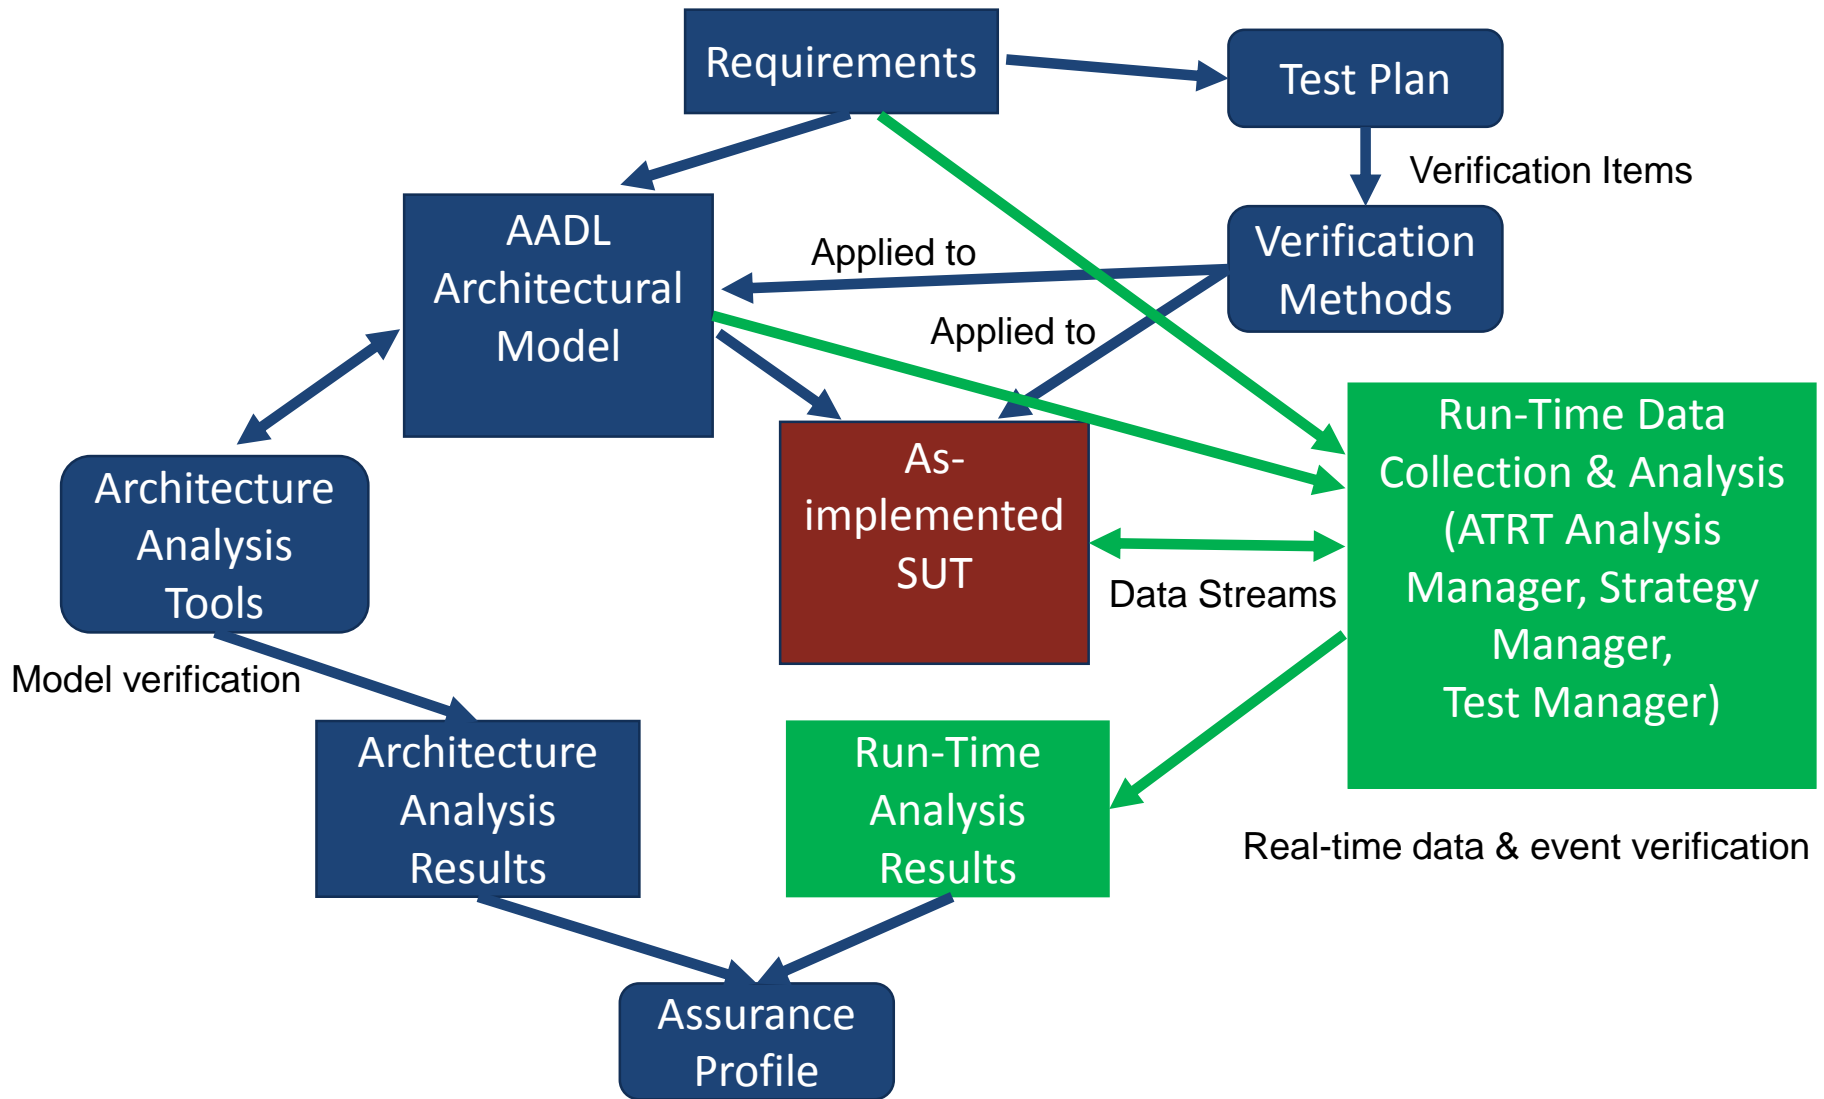 Requirements
Test Plan
Verification Items
AADL
Architectural
Model
Applied to
Verification
Methods
Applied to
Run-Time Data
Collection & Analysis
(ATRT Analysis
Manager, Strategy
Manager,
Test Manager)
As-
implemented
SUT
Architecture
Analysis
Tools
Data Streams
Model verification
Architecture
Analysis
Results
Run-Time
Analysis
Results
Real-time data & event verification
Assurance
Profile